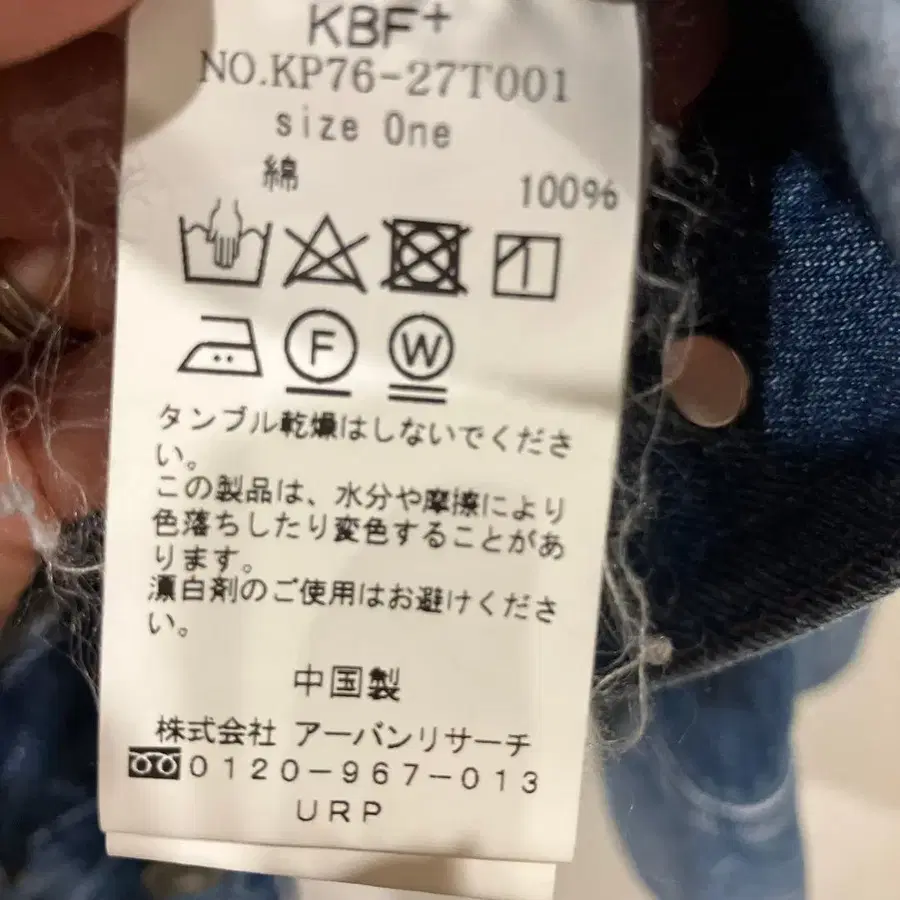 KBF+
NO.KP76-27T001
size One
綿 100%
F W
タンブル乾燥はしないでくださ
い。
この製品は、水分や摩擦により
色落ちしたり変色することがあ
ります。
漂白剤のご使用はお避けくださ
い。
中国製
株式会社 アーバンリサーチ
0120-967-013
URP